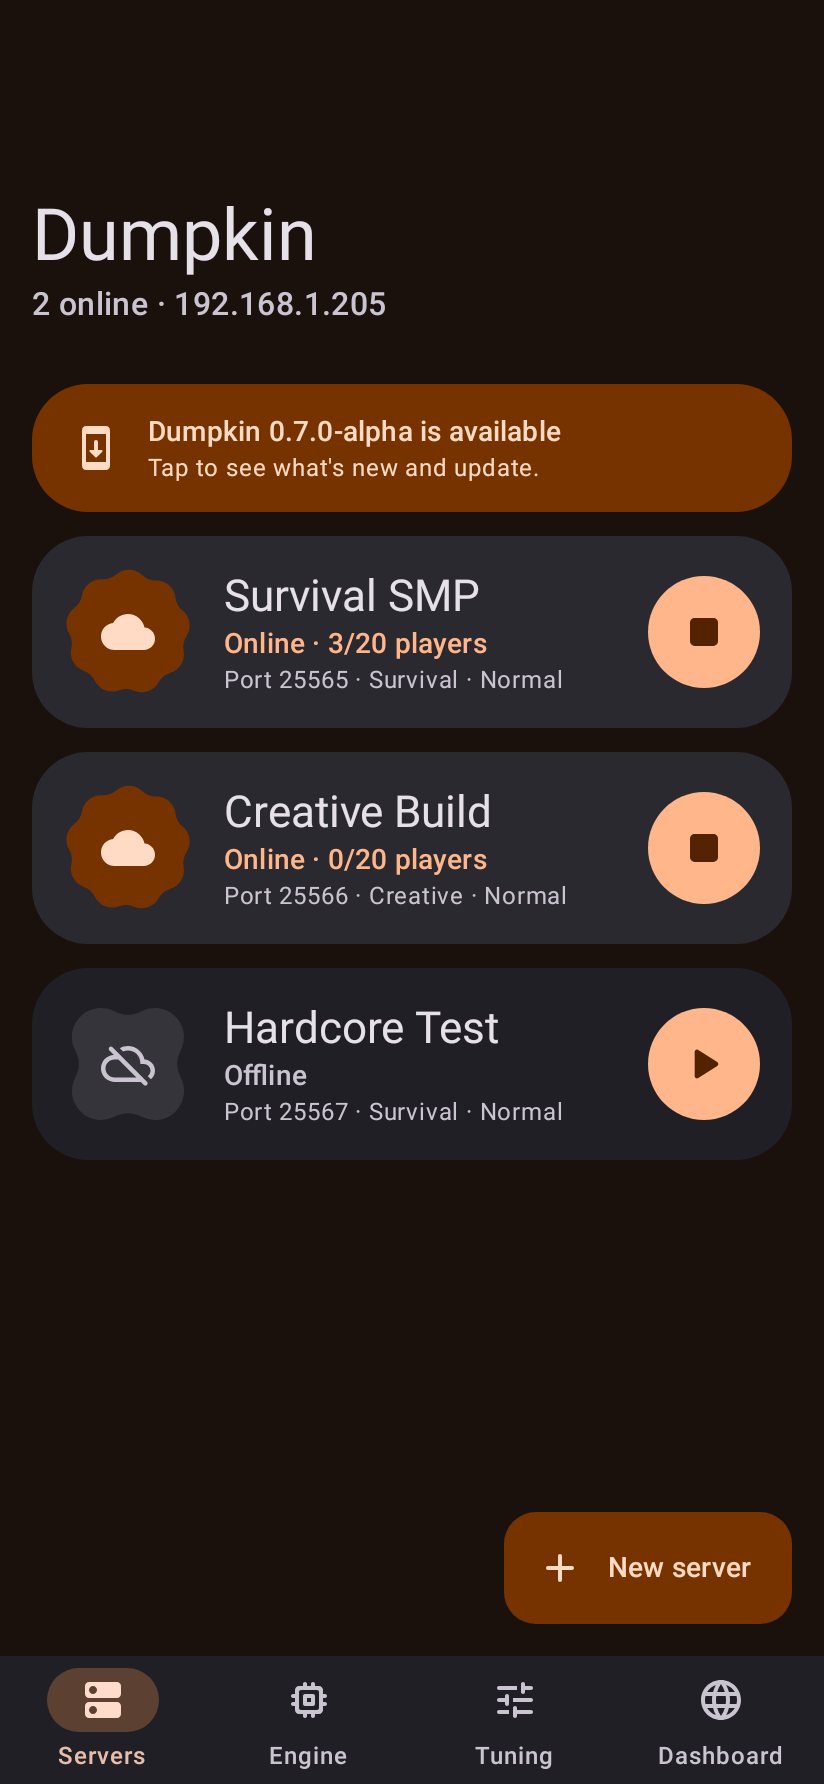 Dumpkin
2 online · 192.168.1.205
Dumpkin 0.7.0-alpha is available
Tap to see what's new and update.
Survival SMP
Online · 3/20 players
Port 25565 · Survival · Normal
Creative Build
Online · 0/20 players
Port 25566 · Creative · Normal
Hardcore Test
Offline
Port 25567 · Survival · Normal
New server
Servers
Engine
Tuning
Dashboard